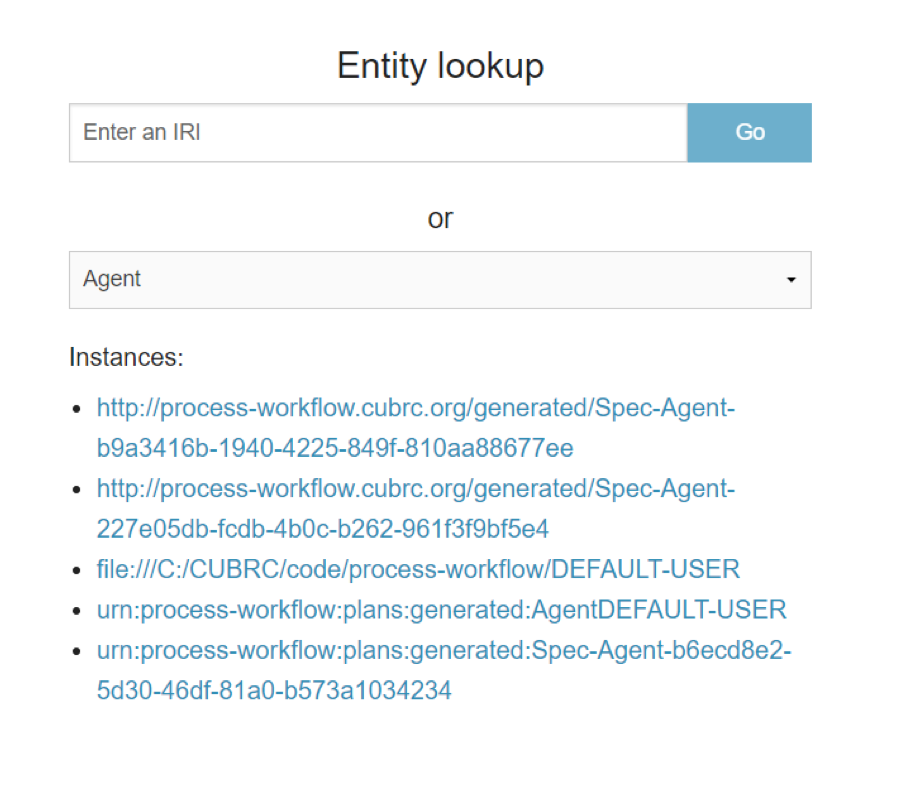 Entity lookup
Enter an IRI
Go
or
Agent
Instances:
http://process-workflow.cubrc.org/generated/Spec-Agent-
b9a3416b-1940-4225-849f-810aa88677ee
http://process-workflow.cubrc.org/generated/Spec-Agent-
227e05db-fcdb-4b0c-b262-961f3f9bf5e4
file:///C:/CUBRC/code/process-workflow/DEFAULT-USER
urn:process-workflow:plans:generated:AgentDEFAULT-USER
urn:process-workflow:plans:generated:Spec-Agent-b6ecd8e2-
5d30-46df-81a0-b573a1034234